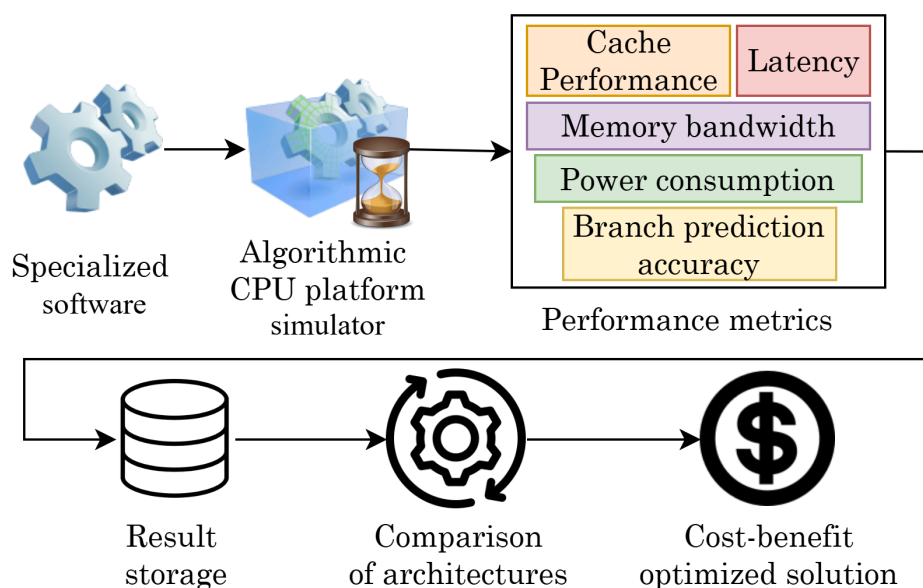 Cache
Performance
Latency
Memory bandwidth
Power consumption
Branch prediction
accuracy
Specialized
software
Algorithmic
CPU platform
simulator
Performance metrics
Result
storage
Comparison
of architectures
Cost-benefit
optimized solution